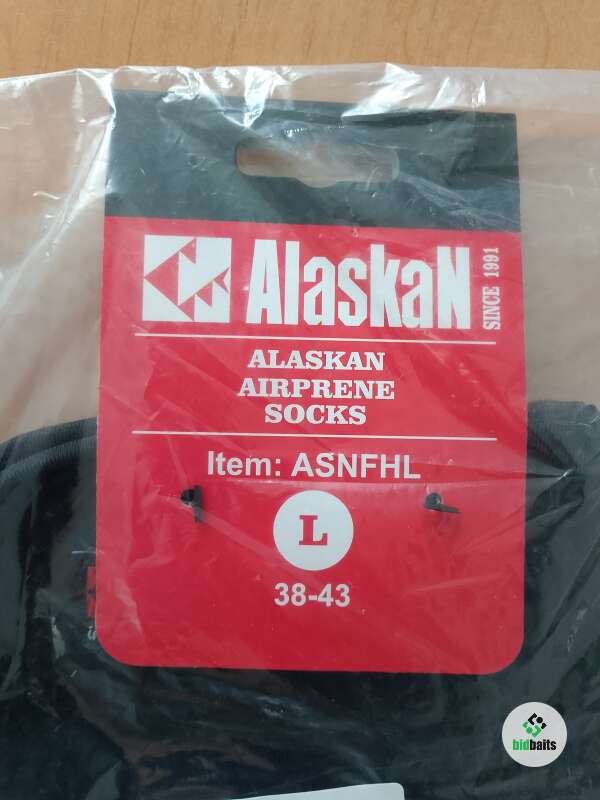 AlaskaN
SINCE 1991
ALASKAN
AIRPRENE
SOCKS
Item: ASNFHL
L
38-43
bidbaits